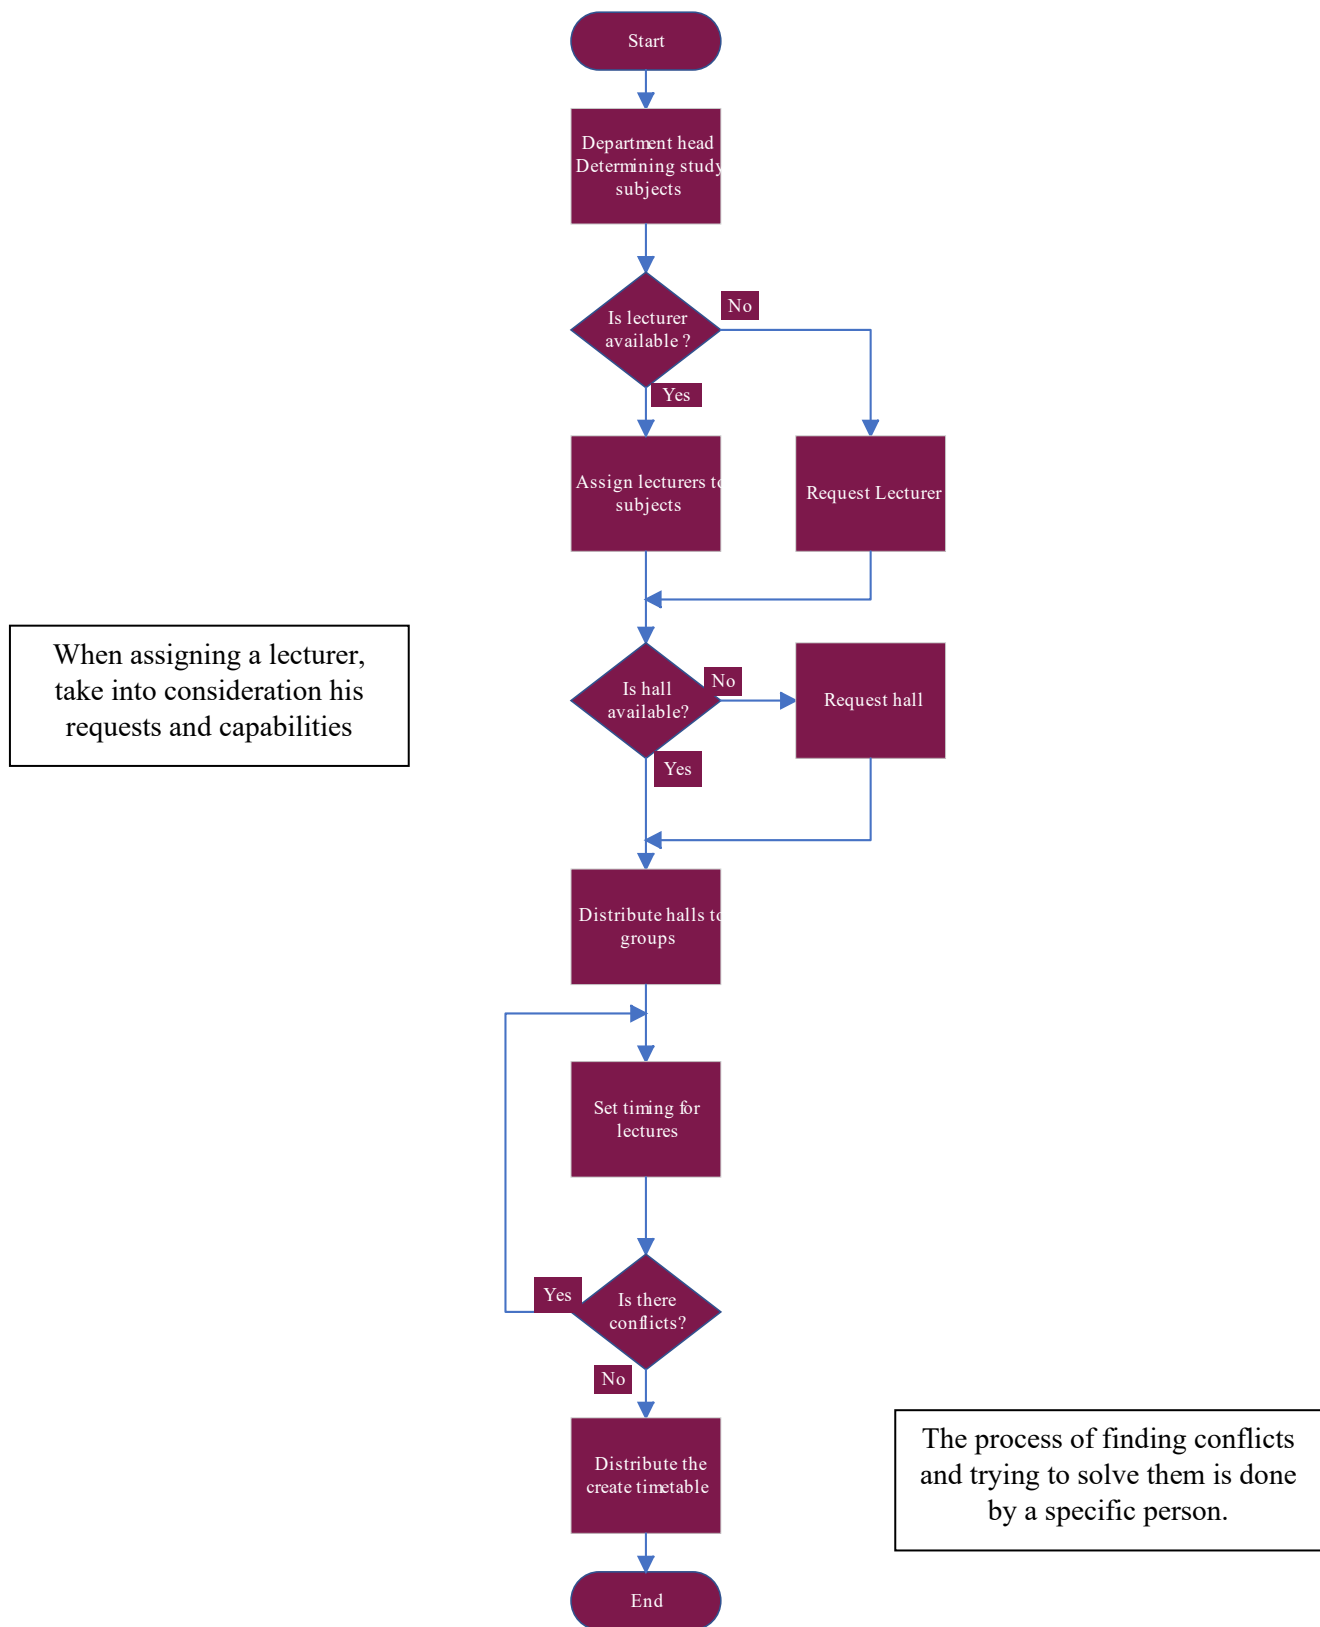 Start
Department head
Determining study
subjects
Is lecturer
available ?
No
Yes
Assign lecturers to
subjects
Request Lecturer
When assigning a lecturer,
take into consideration his
requests and capabilities
Is hall
available?
No
Request hall
Yes
Distribute halls to
groups
Set timing for
lectures
Is there
conflicts?
Yes
No
Distribute the
create timetable
The process of finding conflicts
and trying to solve them is done
by a specific person.
End